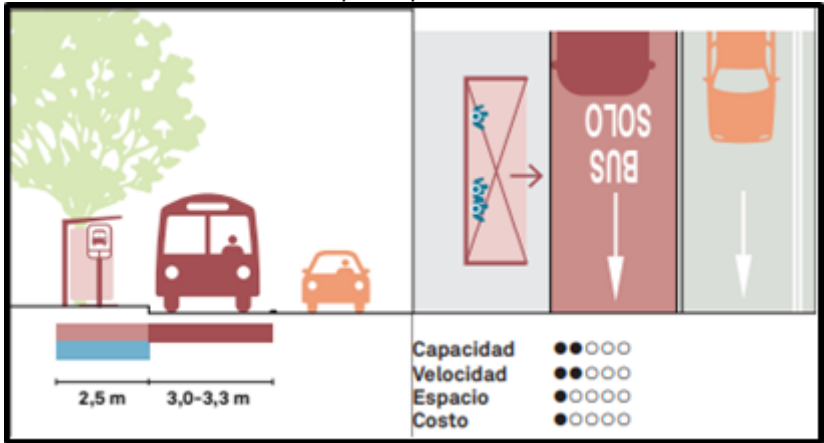 SOLO
BUS
2,5 m
3,0-3,3 m
Capacidad ●●○○○
Velocidad ●●○○○
Espacio ●○○○○
Costo ●○○○○